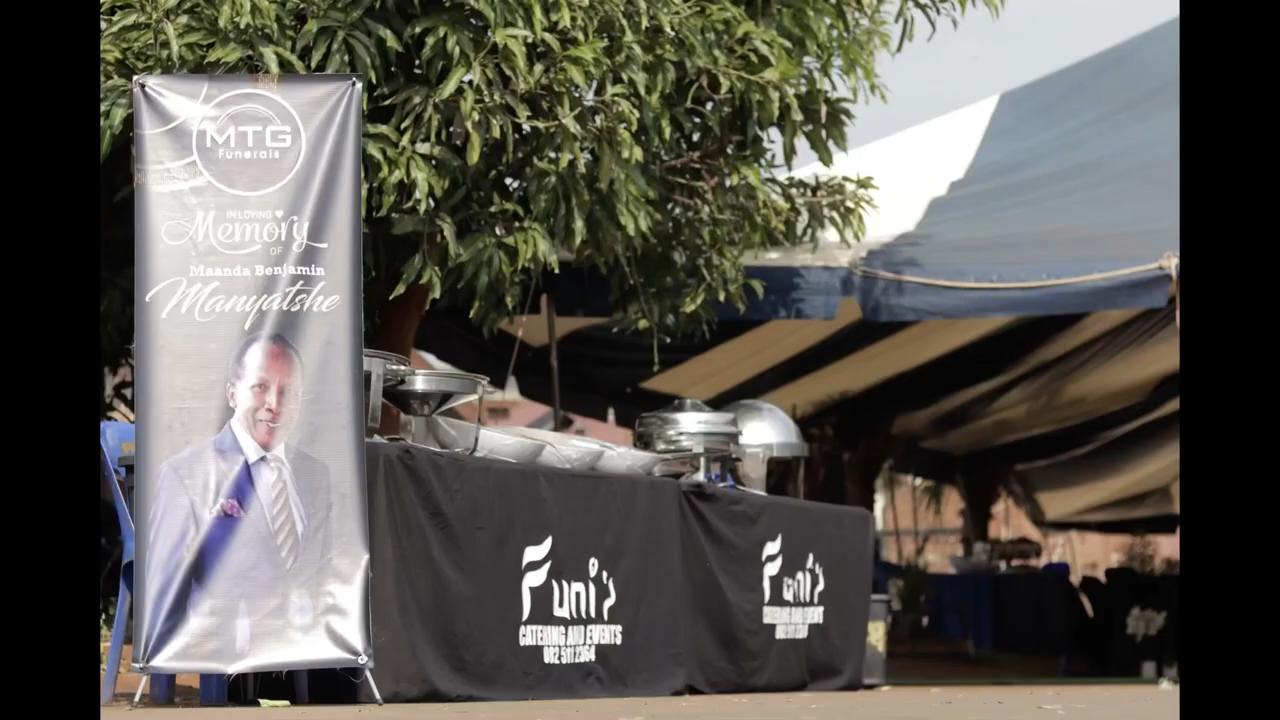 MTG
Funerals
IN LOVING
Memory
OF
Maanda Benjamin
Manyatshe
Funi's
CATERING AND EVENTS
082 511 2364
Funi's
CATERING AND EVENT